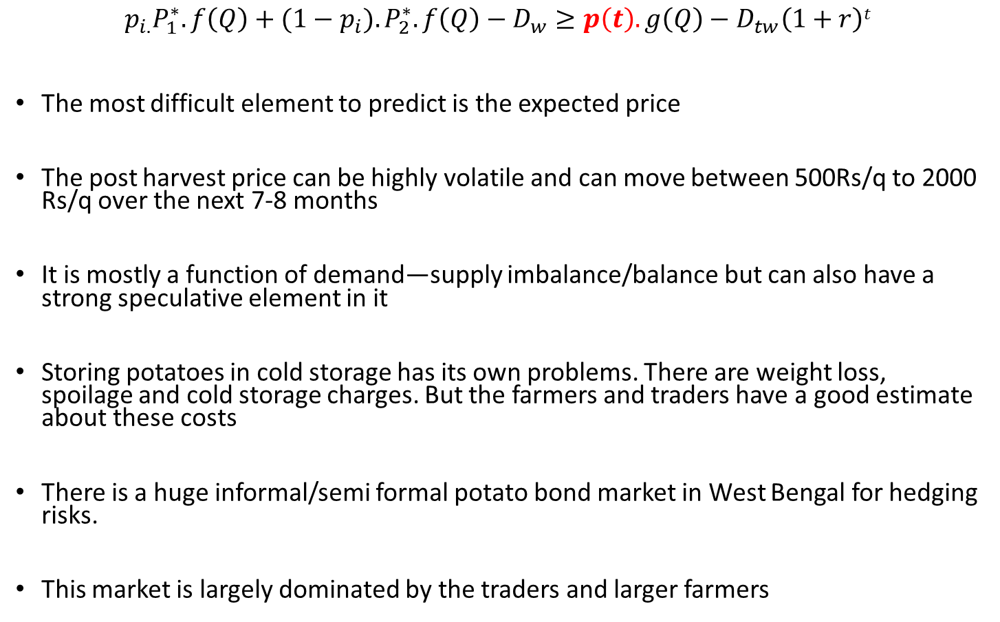 p_i.P_1^*.f(Q) + (1 − p_i).P_2^*.f(Q) − D_w ≥ p(t).g(Q) − D_tw(1 + r)^t
• The most difficult element to predict is the expected price
• The post harvest price can be highly volatile and can move between 500Rs/q to 2000
Rs/q over the next 7-8 months
• It is mostly a function of demand—supply imbalance/balance but can also have a
strong speculative element in it
• Storing potatoes in cold storage has its own problems. There are weight loss,
spoilage and cold storage charges. But the farmers and traders have a good estimate
about these costs
• There is a huge informal/semi formal potato bond market in West Bengal for hedging
risks.
• This market is largely dominated by the traders and larger farmers